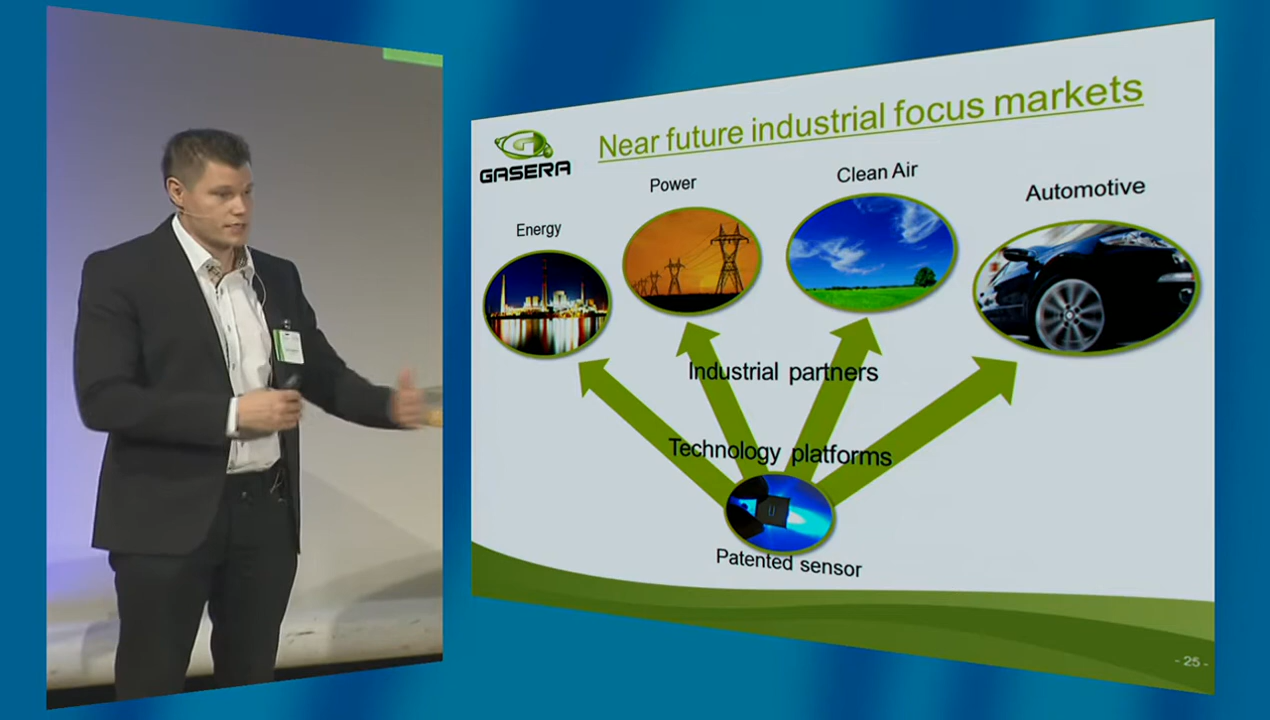 GASERA
Near future industrial focus markets
Energy
Power
Clean Air
Automotive
Industrial partners
Technology platforms
Patented sensor
- 25 -